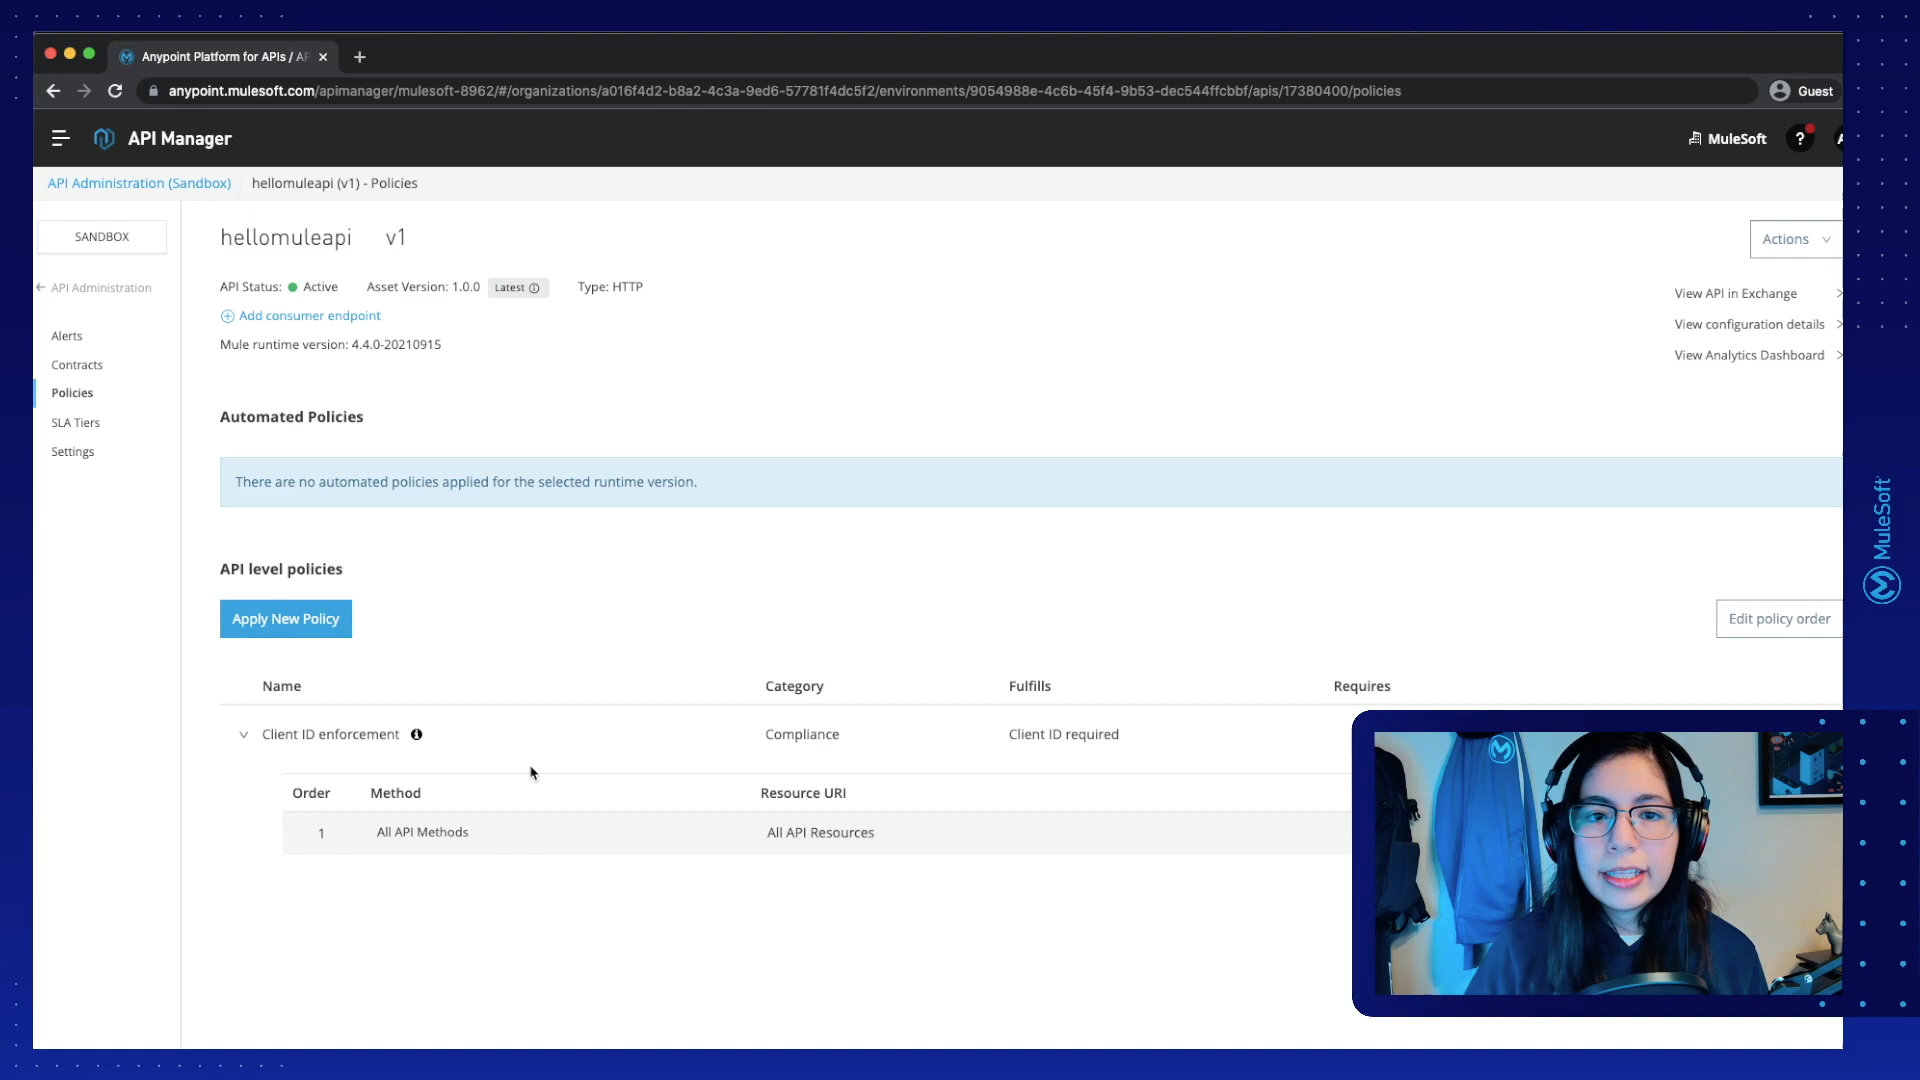 Anypoint Platform for APIs / AP
anypoint.mulesoft.com/apimanager/mulesoft-8962/#/organizations/a016f4d2-b8a2-4c3a-9ed6-57781f4dc5f2/environments/9054988e-4c6b-45f4-9b53-dec544ffcbbf/apis/17380400/policies
Guest
API Manager
MuleSoft
?
A
API Administration (Sandbox)
hellomuleapi (v1) - Policies
SANDBOX
API Administration
Alerts
Contracts
Policies
SLA Tiers
Settings
hellomuleapi v1
Actions
API Status: Active Asset Version: 1.0.0 Latest Type: HTTP
Add consumer endpoint
Mule runtime version: 4.4.0-20210915
View API in Exchange >
View configuration details >
View Analytics Dashboard >
Automated Policies
There are no automated policies applied for the selected runtime version.
API level policies
Apply New Policy
Edit policy order
Name Category Fulfills Requires
Client ID enforcement Compliance Client ID required
Order Method Resource URI
1 All API Methods All API Resources
MuleSoft